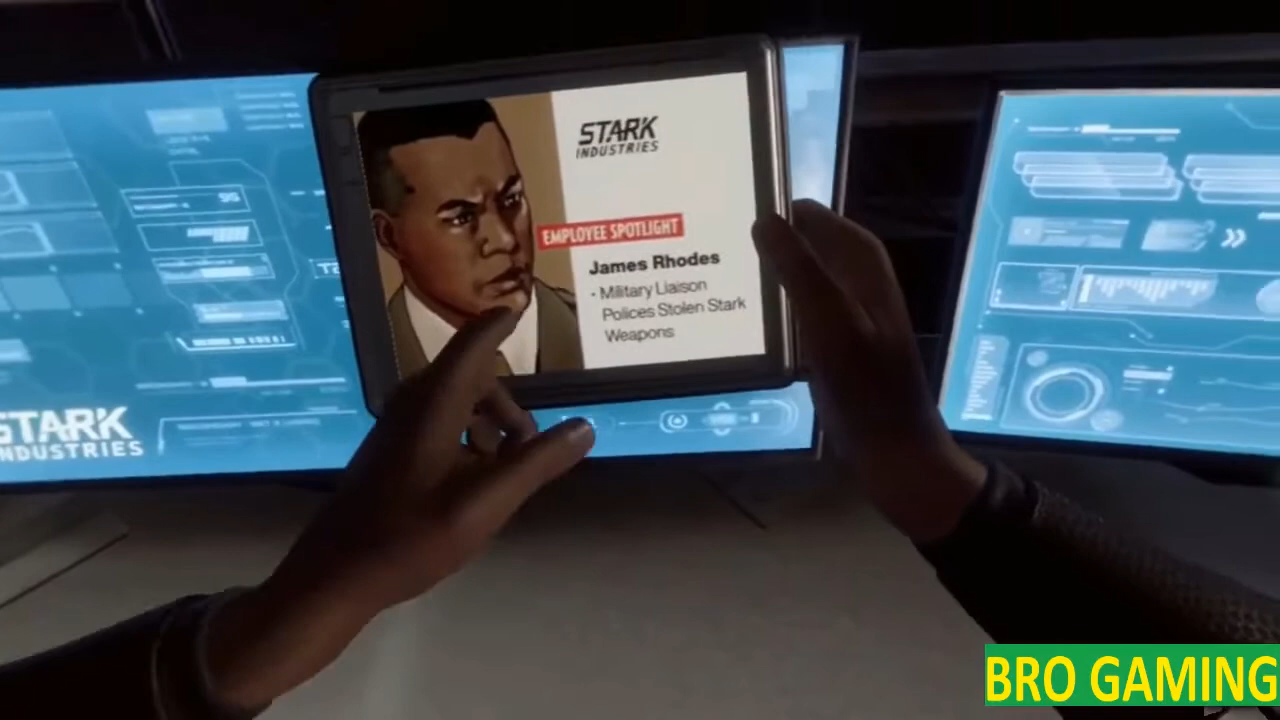 STARK
INDUSTRIES
EMPLOYEE SPOTLIGHT
James Rhodes
- Military Liaison
Polices Stolen Stark
Weapons
STARK
INDUSTRIES
BRO GAMING